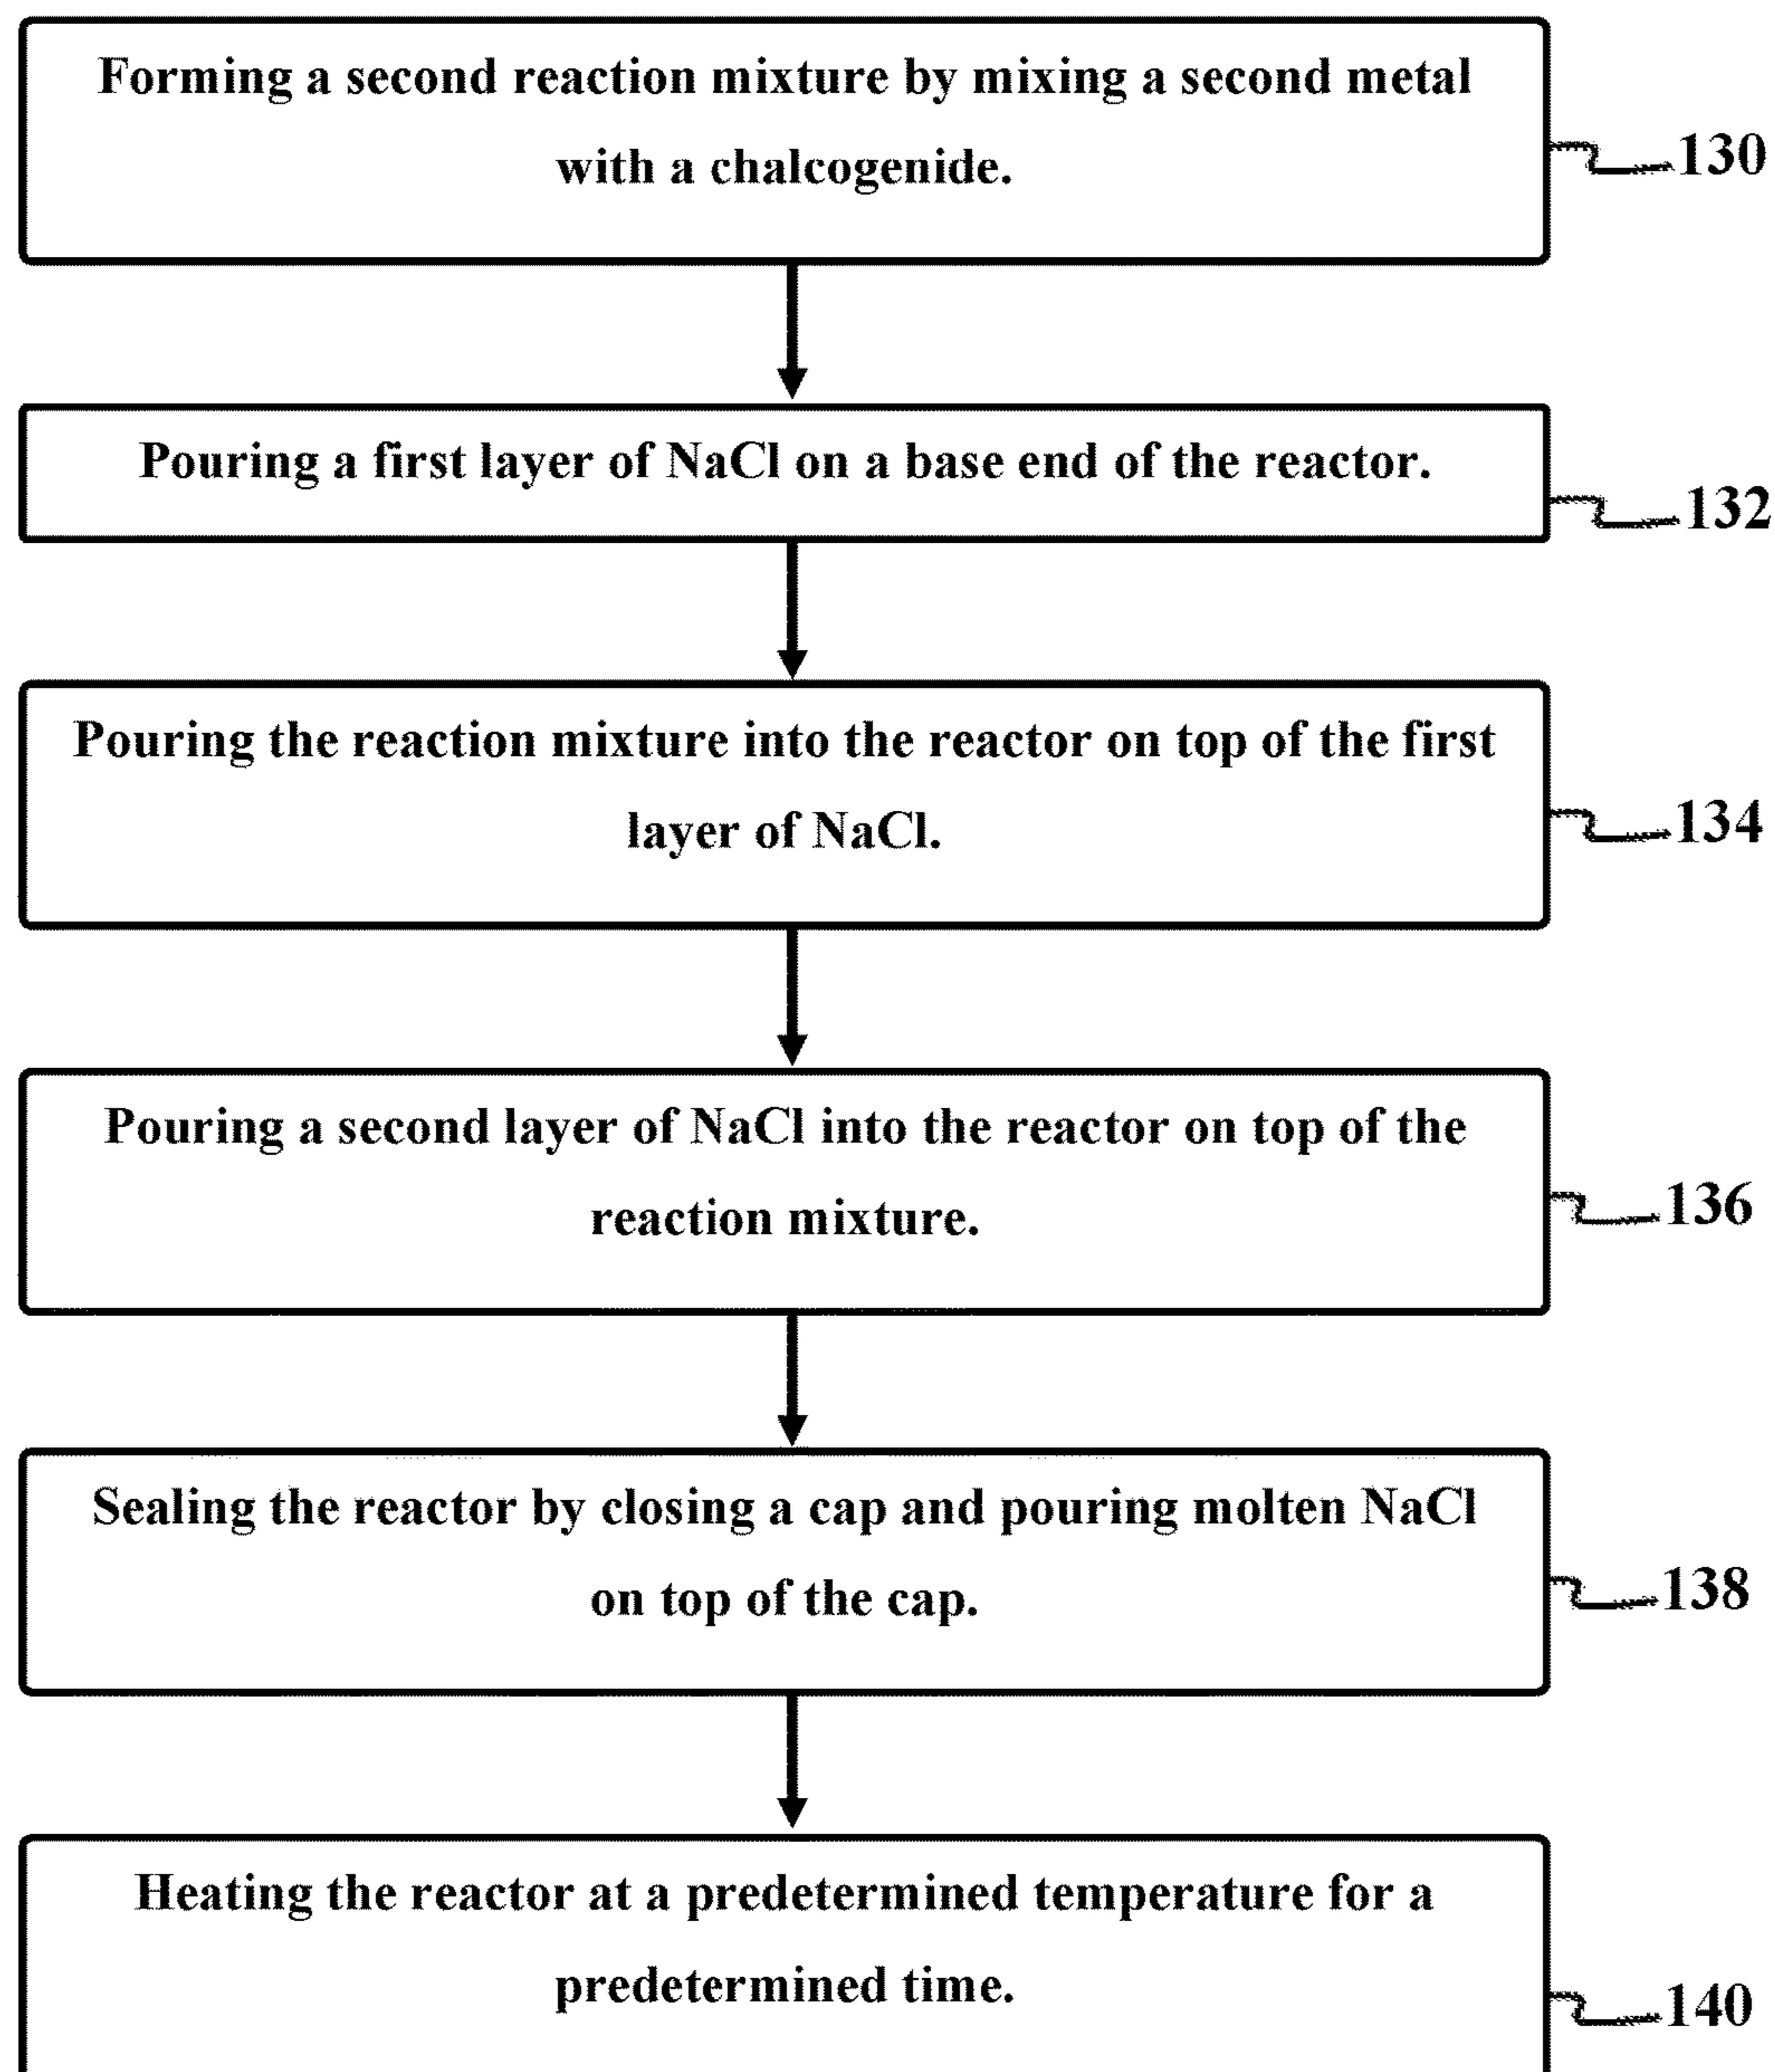 Forming a second reaction mixture by mixing a second metal
with a chalcogenide.
130
Pouring a first layer of NaCl on a base end of the reactor.
132
Pouring the reaction mixture into the reactor on top of the first
layer of NaCl.
134
Pouring a second layer of NaCl into the reactor on top of the
reaction mixture.
136
Sealing the reactor by closing a cap and pouring molten NaCl
on top of the cap.
138
Heating the reactor at a predetermined temperature for a
predetermined time.
140